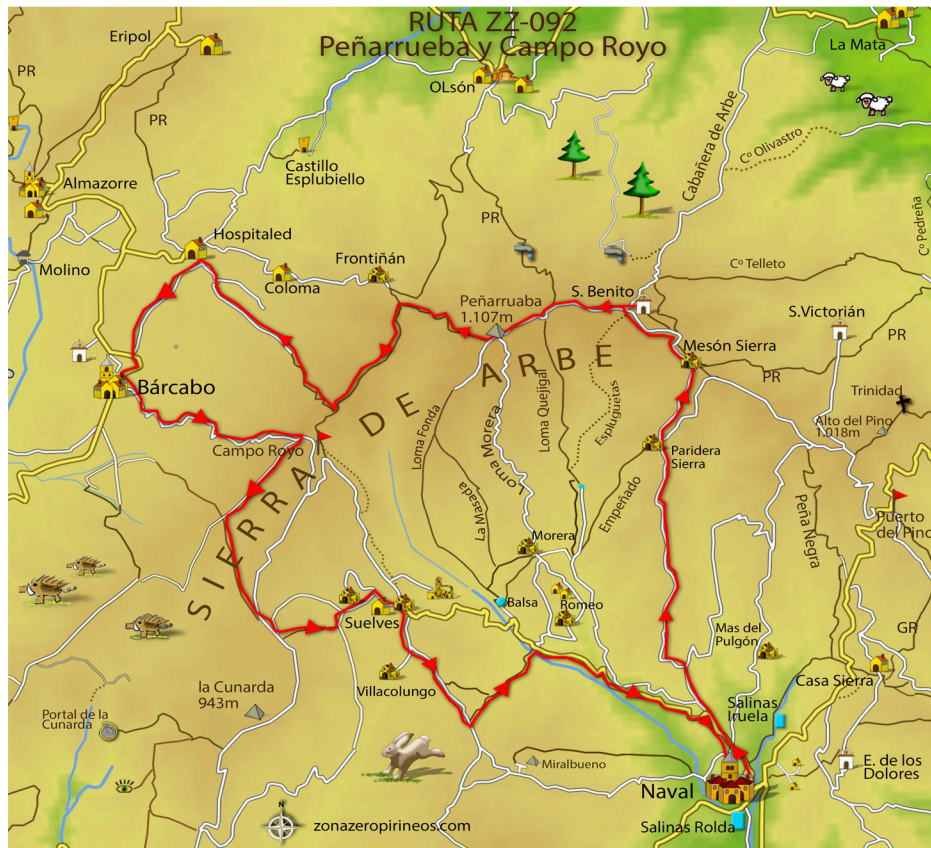 RUTA ZZ-092
Peñarrueba y Campo Royo
Eripol
La Mata
PR
OLsón
PR
Cabañera de Arbe
Cº Olivastro
Castillo
Esplubiello
Almazorre
Cº Pedreña
PR
Hospitaled
Molino
Coloma
Frontiñán
Cº Telleto
S. Benito
Peñarruaba
1.107m
S.Victorián
Mesón Sierra
PR
PR
Bárcabo
Trinidad
Alto del Pino
1.018m
SIERRA DE ARBE
Loma Fonda
Loma Morera
Loma Quejigal
Espluguetas
Campo Royo
Paridera
Sierra
La Masada
Empeñado
Peña Negra
Puerto
del Pino
Morera
Balsa
Romeo
Suelves
Mas del
Pulgón
GR
Villacolungo
Casa Sierra
la Cunarda
943m
Salinas
Iruela
Portal de la
Cunarda
Miralbueno
E. de los
Dolores
Naval
N
zonazeropirineos.com
Salinas Rolda